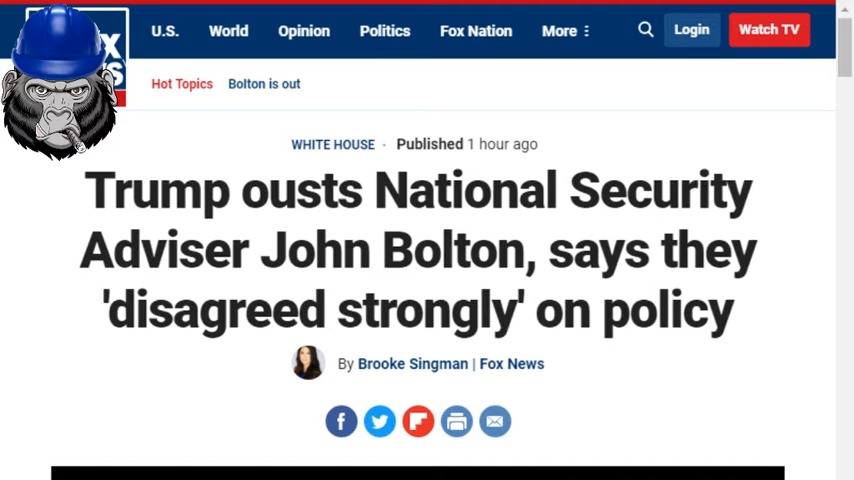 U.S. World Opinion Politics Fox Nation More Login Watch TV
Hot Topics Bolton is out
WHITE HOUSE · Published 1 hour ago
Trump ousts National Security
Adviser John Bolton, says they
'disagreed strongly' on policy
By Brooke Singman | Fox News